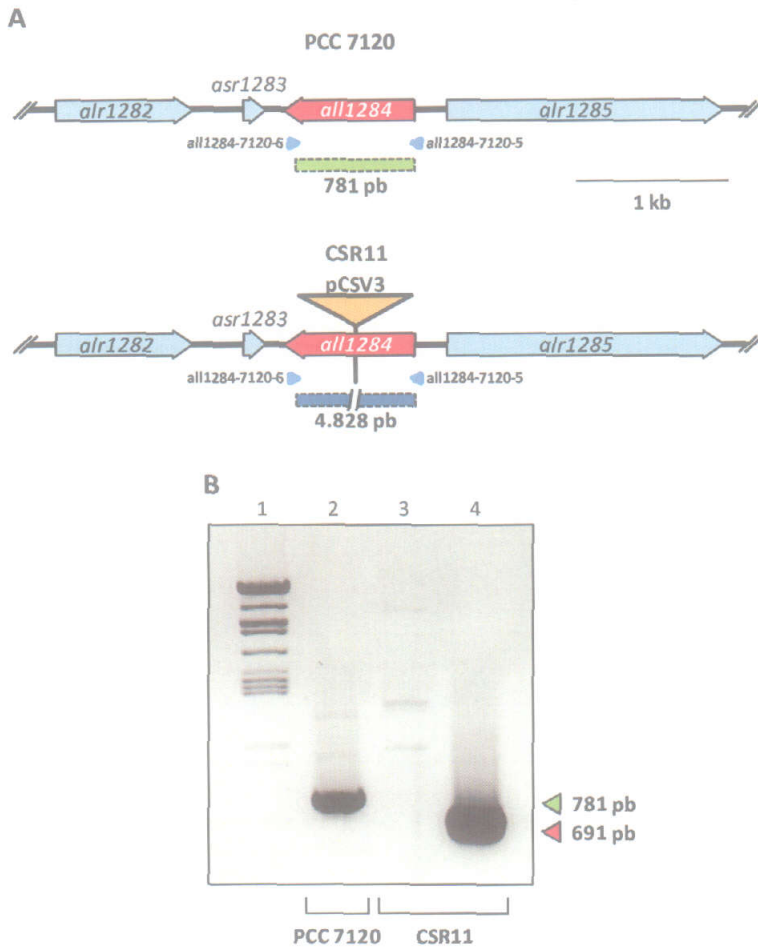 A
PCC 7120
asr1283
alr1282
all1284
alr1285
all1284-7120-6
all1284-7120-5
781 pb
1 kb
CSR11
pCSV3
asr1283
alr1282
all1284
alr1285
all1284-7120-6
all1284-7120-5
4.828 pb
B
1 2 3 4
781 pb
691 pb
PCC 7120 CSR11